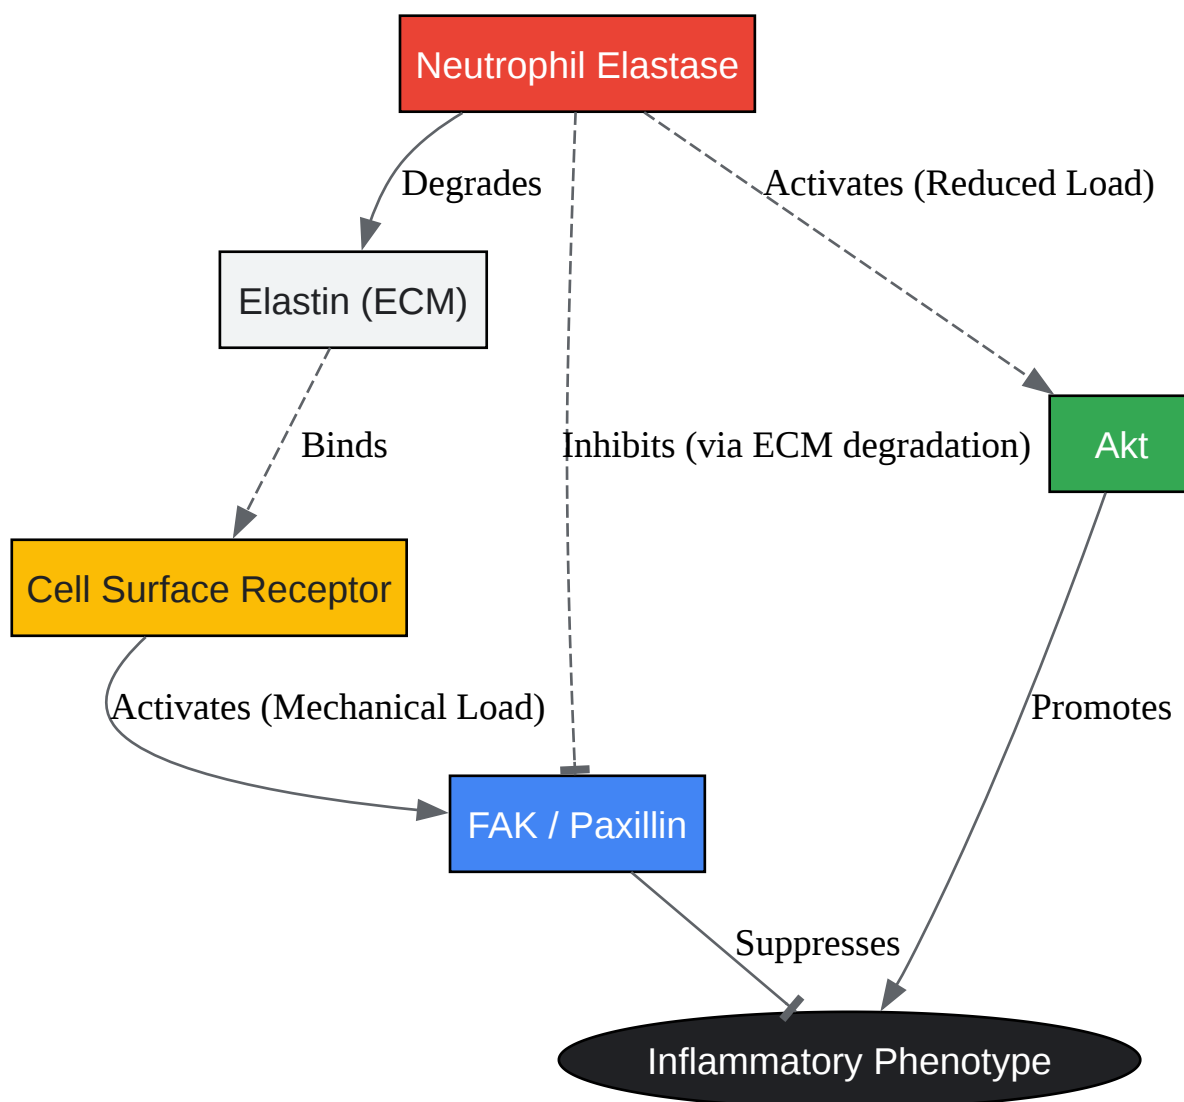 Neutrophil Elastase
Degrades
Activates (Reduced Load)
Elastin (ECM)
Binds
Inhibits (via ECM degradation)
Akt
Cell Surface Receptor
Activates (Mechanical Load)
Promotes
FAK / Paxillin
Suppresses
Inflammatory Phenotype